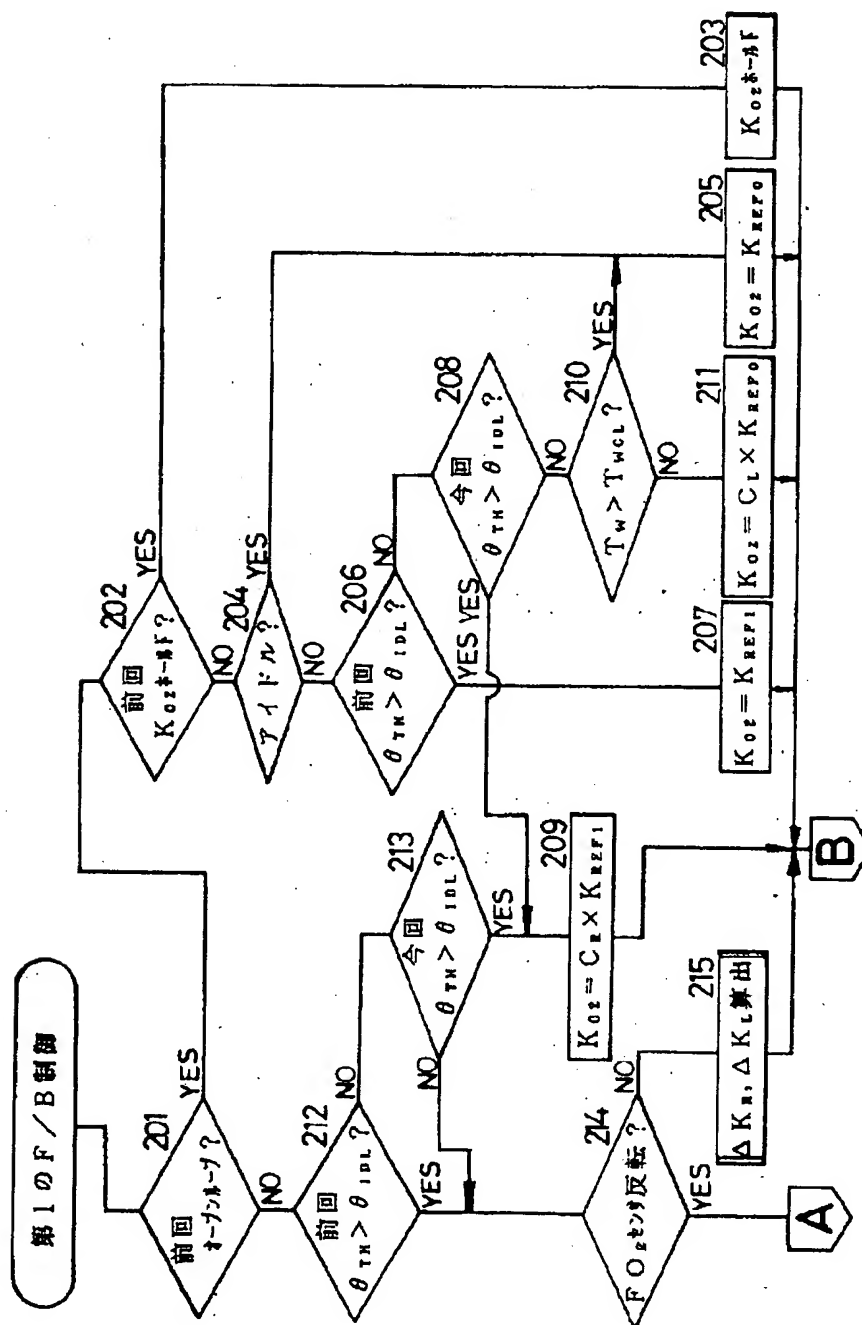 第1のF/B制御
201
前回
オープンループ?
YES
NO
202
前回
K02ホールド?
YES
NO
203
K02ホールド
204
アイドル?
YES
NO
205
K02=KREF0
206
前回
θTH>θIDL?
NO
YES
207
K02=KREF1
208
今回
θTH>θIDL?
YES
NO
209
K02=CR×KREF1
210
TW>TWCL?
YES
NO
211
K02=CL×KREF0
212
前回
θTH>θIDL?
NO
YES
213
今回
θTH>θIDL?
NO
YES
214
FO2センサ反転?
NO
YES
215
ΔKR,ΔKL算出
A
B